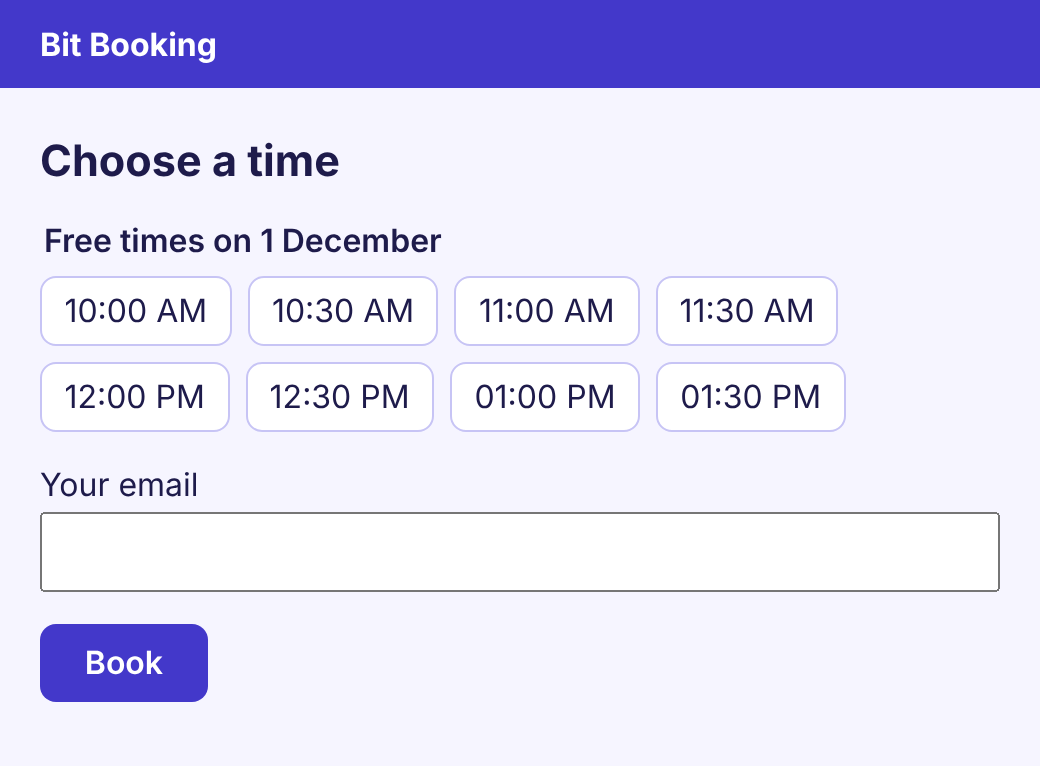 Bit Booking
Choose a time
Free times on 1 December
10:00 AM 10:30 AM 11:00 AM 11:30 AM
12:00 PM 12:30 PM 01:00 PM 01:30 PM
Your email
Book